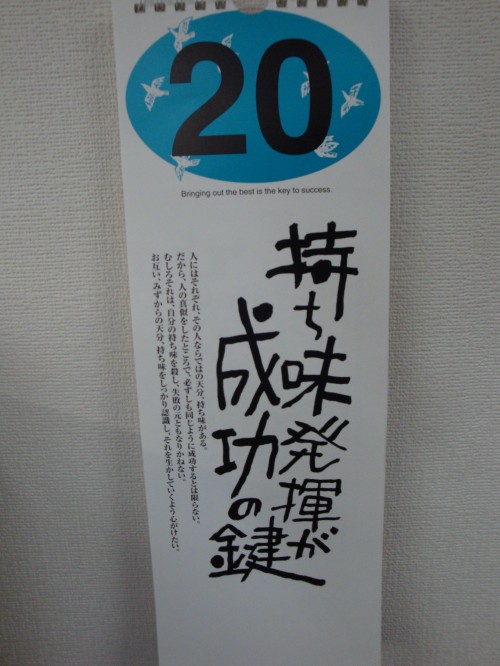 20
Bringing out the best is the key to success.
持ち味発揮が
成功の鍵
人にはそれぞれ、その人ならではの天分、持ち味がある。
だから、人の真似をしたところで、必ずしも同じように成功するとは限らない。
むしろそれは、自分の持ち味を殺し、失敗の元ともなりかねない。
お互い、みずからの天分、持ち味をしっかり認識し、それを生かしていくよう心がけたい。